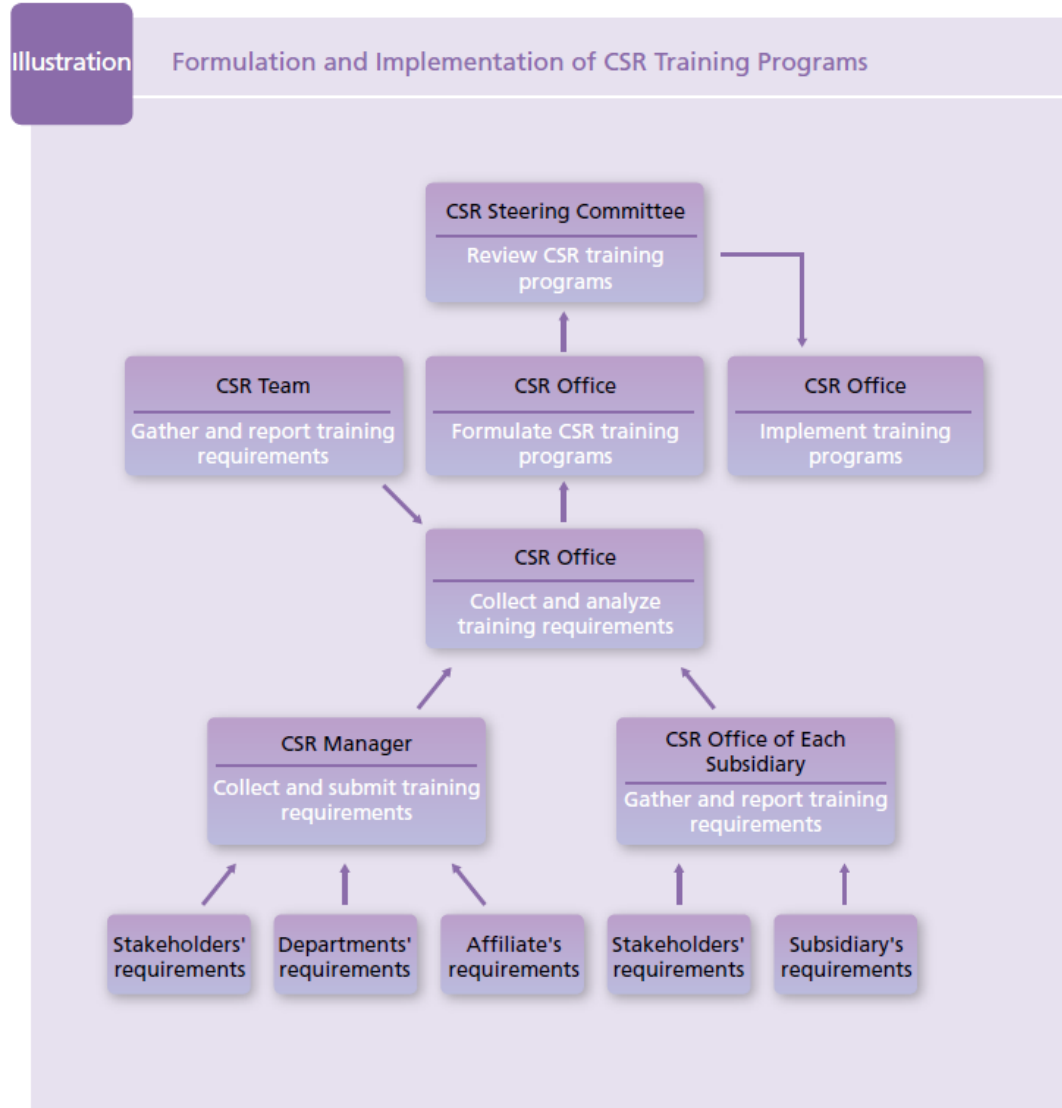 Illustration
Formulation and Implementation of CSR Training Programs
CSR Steering Committee
Review CSR training
programs
CSR Team
Gather and report training
requirements
CSR Office
Formulate CSR training
programs
CSR Office
Implement training
programs
CSR Office
Collect and analyze
training requirements
CSR Manager
Collect and submit training
requirements
CSR Office of Each
Subsidiary
Gather and report training
requirements
Stakeholders'
requirements
Departments'
requirements
Affiliate's
requirements
Stakeholders'
requirements
Subsidiary's
requirements